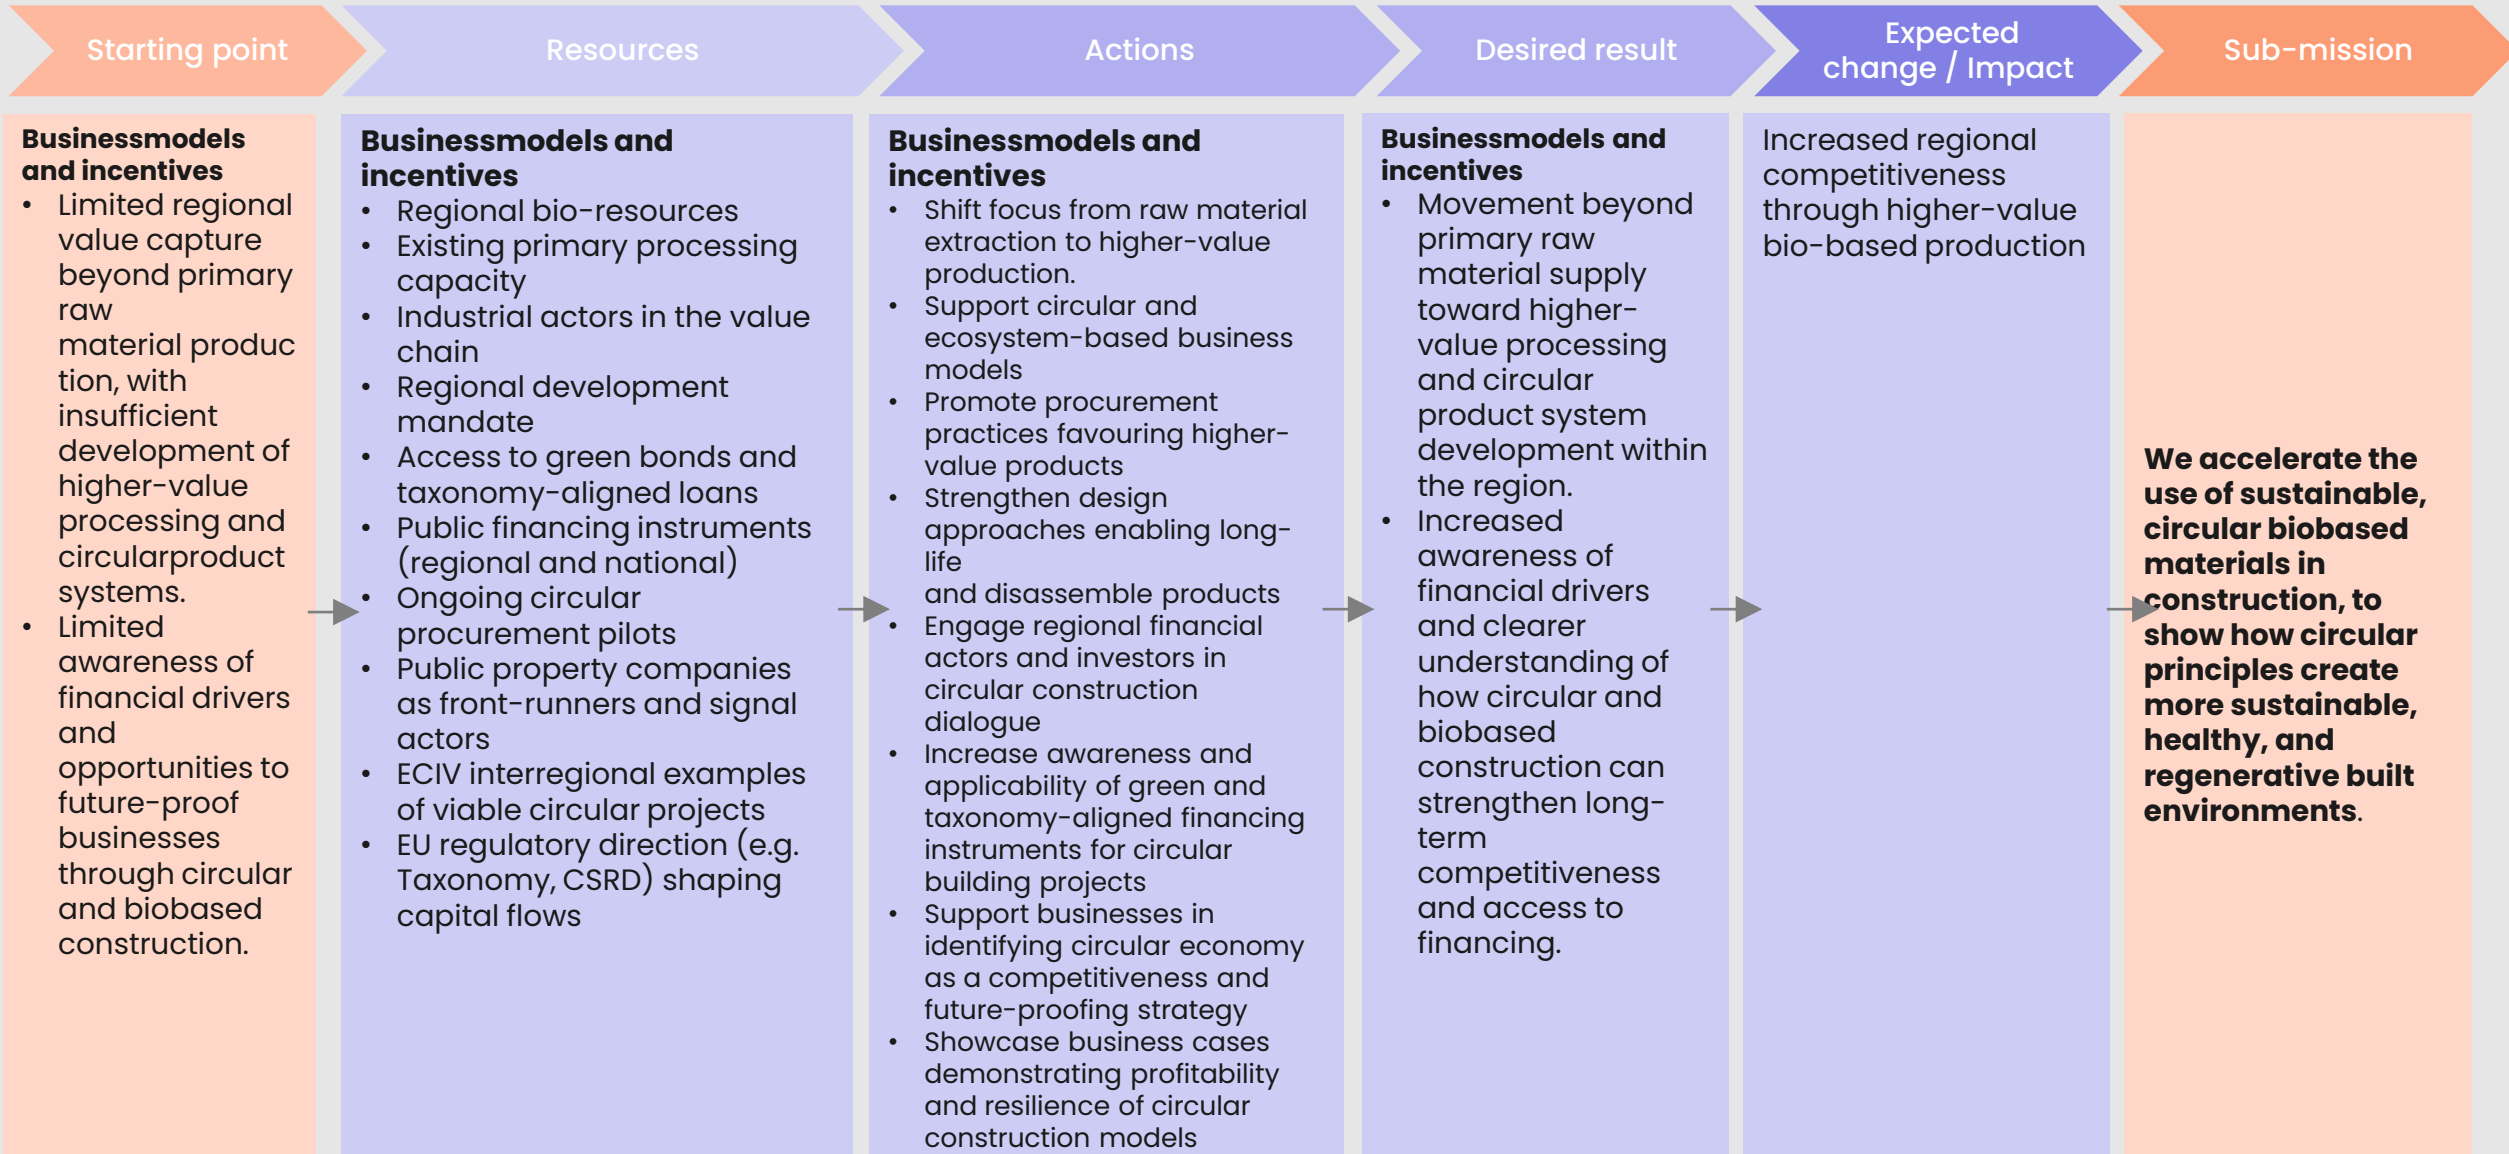 Starting point
Resources
Actions
Desired result
Expected
change / Impact
Sub-mission
Businessmodels
and incentives
• Limited regional
value capture
beyond primary
raw
material produc
tion, with
insufficient
development of
higher-value
processing and
circularproduct
systems.
• Limited
awareness of
financial drivers
and
opportunities to
future-proof
businesses
through circular
and biobased
construction.
Businessmodels and
incentives
• Regional bio-resources
• Existing primary processing
capacity
• Industrial actors in the value
chain
• Regional development
mandate
• Access to green bonds and
taxonomy-aligned loans
• Public financing instruments
(regional and national)
• Ongoing circular
procurement pilots
• Public property companies
as front-runners and signal
actors
• ECIV interregional examples
of viable circular projects
• EU regulatory direction (e.g.
Taxonomy, CSRD) shaping
capital flows
Businessmodels and
incentives
• Shift focus from raw material
extraction to higher-value
production.
• Support circular and
ecosystem-based business
models
• Promote procurement
practices favouring higher-
value products
• Strengthen design
approaches enabling long-
life
and disassemble products
• Engage regional financial
actors and investors in
circular construction
dialogue
• Increase awareness and
applicability of green and
taxonomy-aligned financing
instruments for circular
building projects
• Support businesses in
identifying circular economy
as a competitiveness and
future-proofing strategy
• Showcase business cases
demonstrating profitability
and resilience of circular
construction models
Businessmodels and
incentives
• Movement beyond
primary raw
material supply
toward higher-
value processing
and circular
product system
development within
the region.
• Increased
awareness of
financial drivers
and clearer
understanding of
how circular and
biobased
construction can
strengthen long-
term
competitiveness
and access to
financing.
Increased regional
competitiveness
through higher-value
bio-based production
We accelerate the
use of sustainable,
circular biobased
materials in
construction, to
show how circular
principles create
more sustainable,
healthy, and
regenerative built
environments.